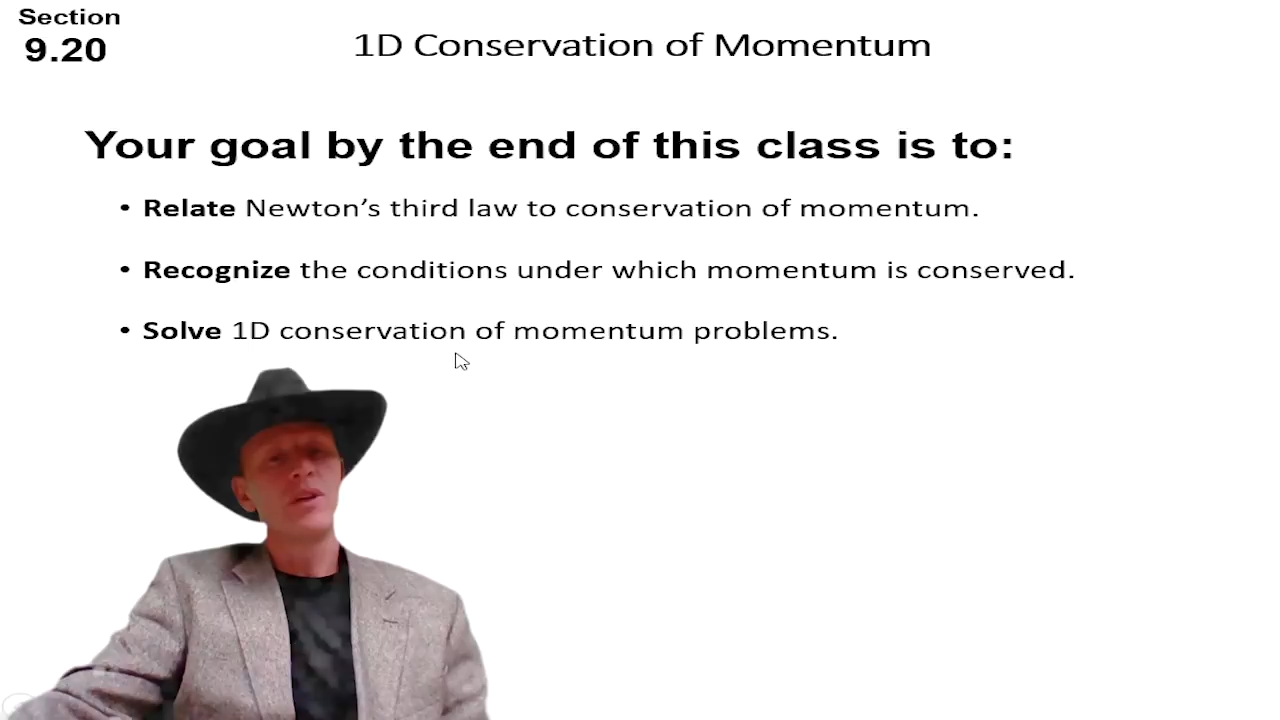 Section
9.20
1D Conservation of Momentum
Your goal by the end of this class is to:
• Relate Newton’s third law to conservation of momentum.
• Recognize the conditions under which momentum is conserved.
• Solve 1D conservation of momentum problems.